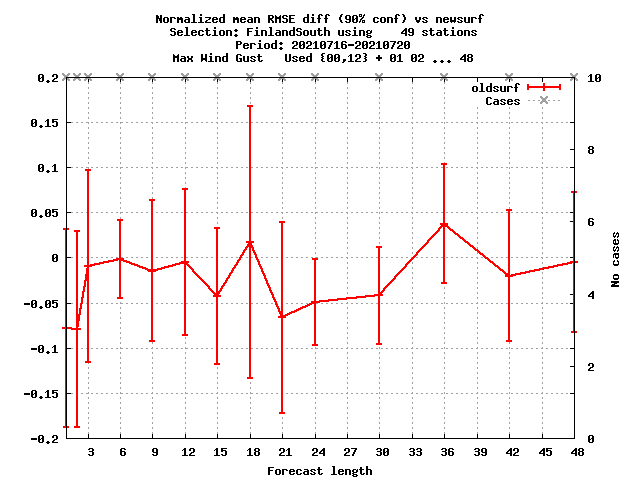 Normalized mean RMSE diff (90% conf) vs newsurf
Selection: FinlandSouth using    49 stations
Period: 20210716-20210720
Max Wind Gust   Used {00,12} + 01 02 ... 48
oldsurf
Cases
0.2
0.15
0.1
0.05
0
-0.05
-0.1
-0.15
-0.2
10
8
6
4
2
0
No cases
3 6 9 12 15 18 21 24 27 30 33 36 39 42 45 48
Forecast length